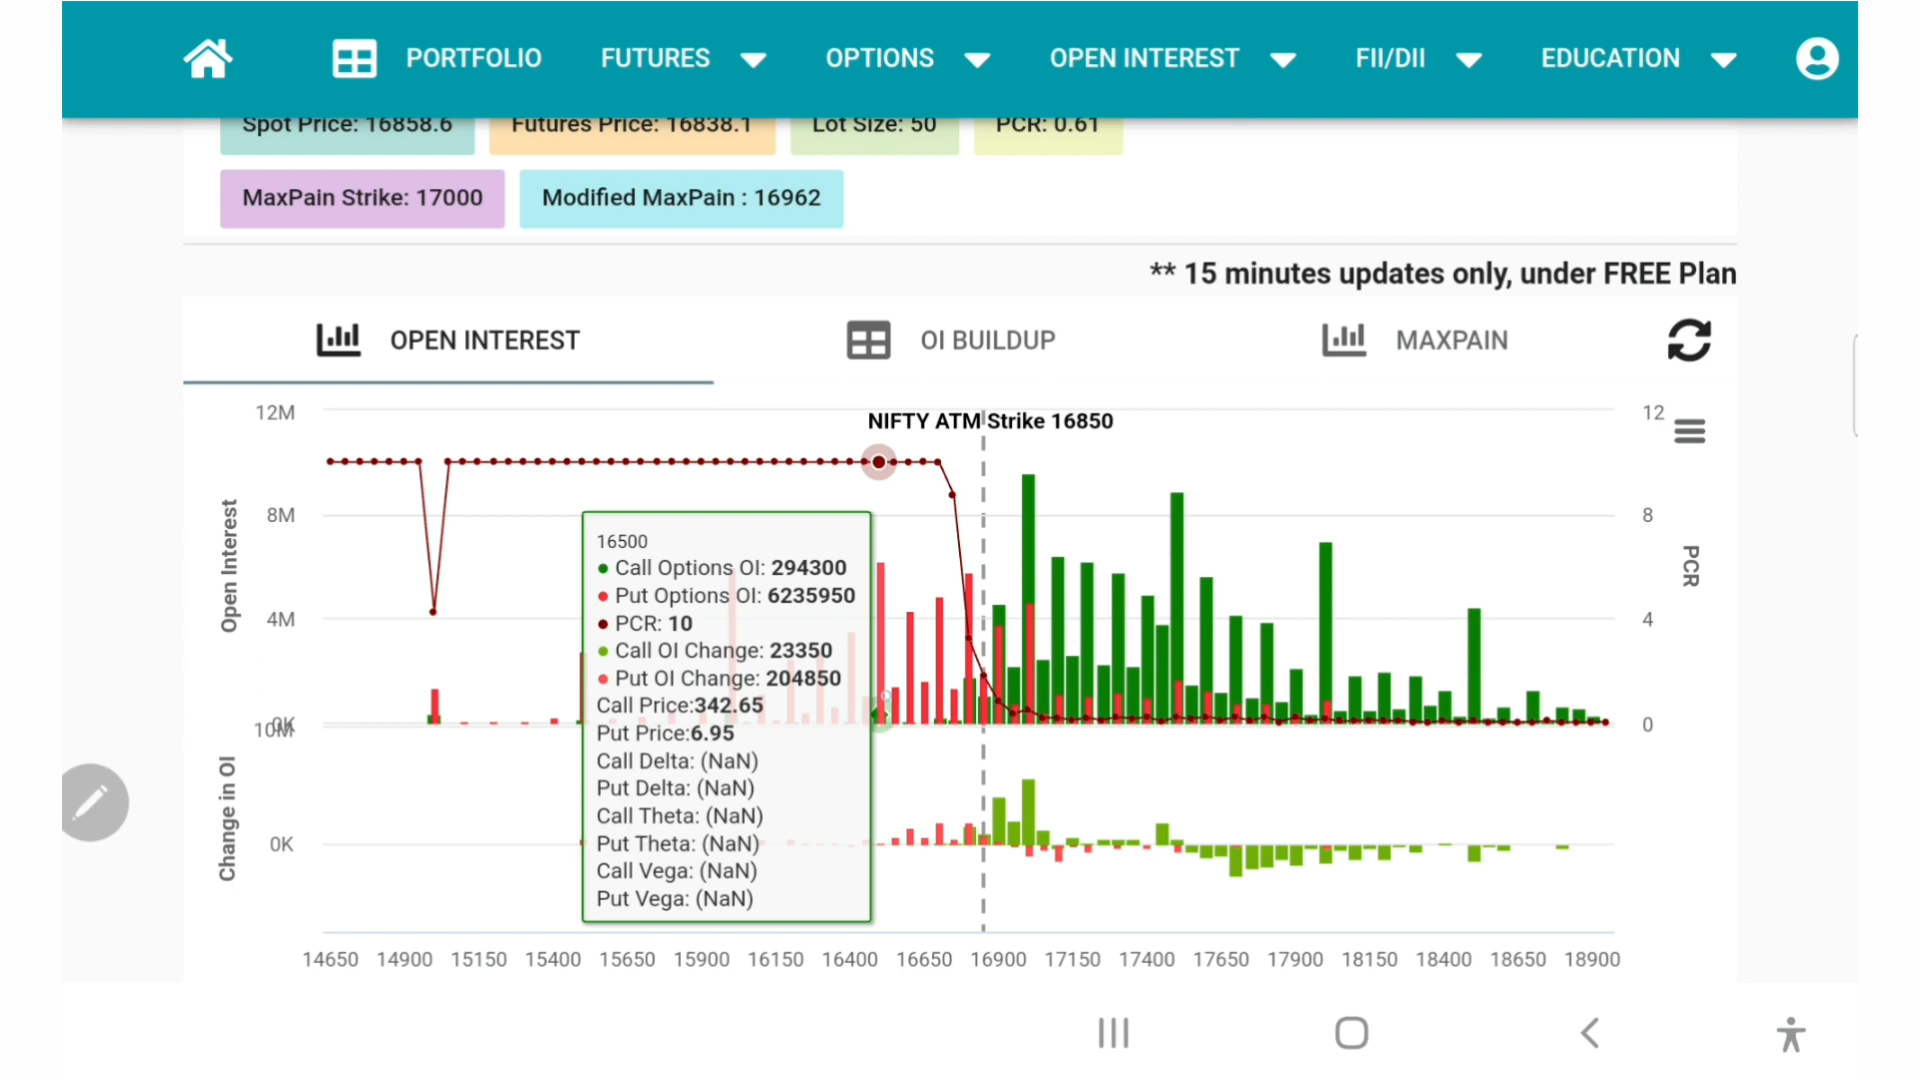 PORTFOLIO FUTURES OPTIONS OPEN INTEREST FII/DII EDUCATION
Spot Price: 16858.6 Futures Price: 16838.1 Lot Size: 50 PCR: 0.61
MaxPain Strike: 17000 Modified MaxPain : 16962
** 15 minutes updates only, under FREE Plan
OPEN INTEREST OI BUILDUP MAXPAIN
12M 12
NIFTY ATM Strike 16850
8M 8
4M 4
0K 0
10M
0K
Open Interest
Change in OI
PCR
16500
Call Options OI: 294300
Put Options OI: 6235950
PCR: 10
Call OI Change: 23350
Put OI Change: 204850
Call Price:342.65
Put Price:6.95
Call Delta: (NaN)
Put Delta: (NaN)
Call Theta: (NaN)
Put Theta: (NaN)
Call Vega: (NaN)
Put Vega: (NaN)
14650 14900 15150 15400 15650 15900 16150 16400 16650 16900 17150 17400 17650 17900 18150 18400 18650 18900